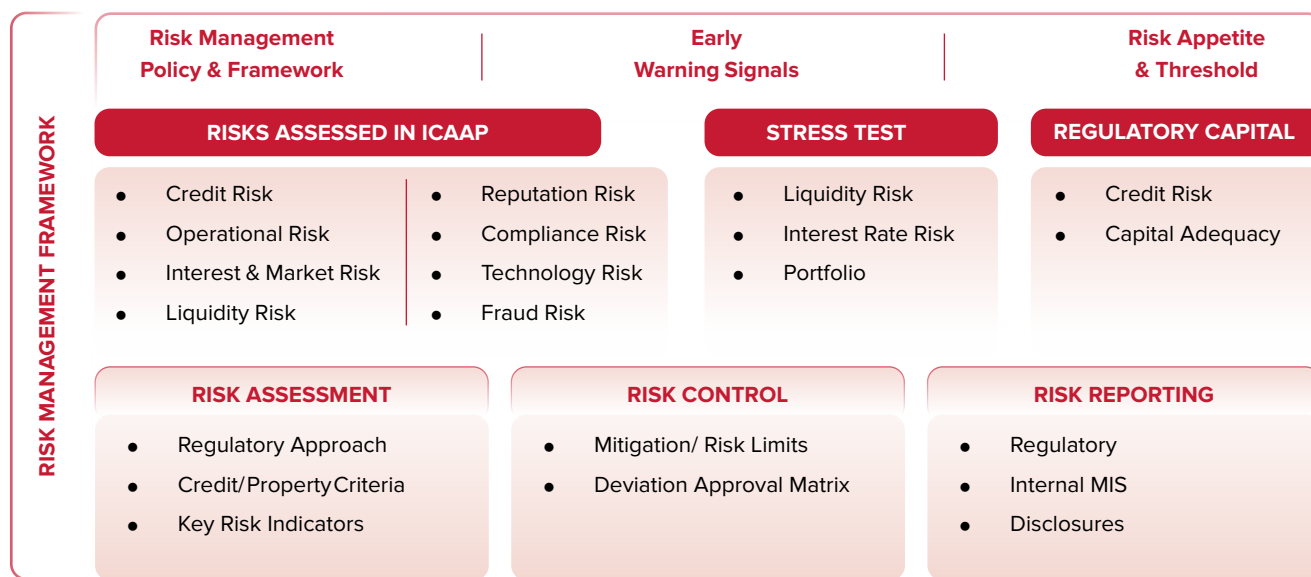 RISK MANAGEMENT FRAMEWORK
Risk Management
Policy & Framework
Early
Warning Signals
Risk Appetite
& Threshold
RISKS ASSESSED IN ICAAP
● Credit Risk
● Operational Risk
● Interest & Market Risk
● Liquidity Risk
● Reputation Risk
● Compliance Risk
● Technology Risk
● Fraud Risk
STRESS TEST
● Liquidity Risk
● Interest Rate Risk
● Portfolio
REGULATORY CAPITAL
● Credit Risk
● Capital Adequacy
RISK ASSESSMENT
● Regulatory Approach
● Credit/Property Criteria
● Key Risk Indicators
RISK CONTROL
● Mitigation/ Risk Limits
● Deviation Approval Matrix
RISK REPORTING
● Regulatory
● Internal MIS
● Disclosures